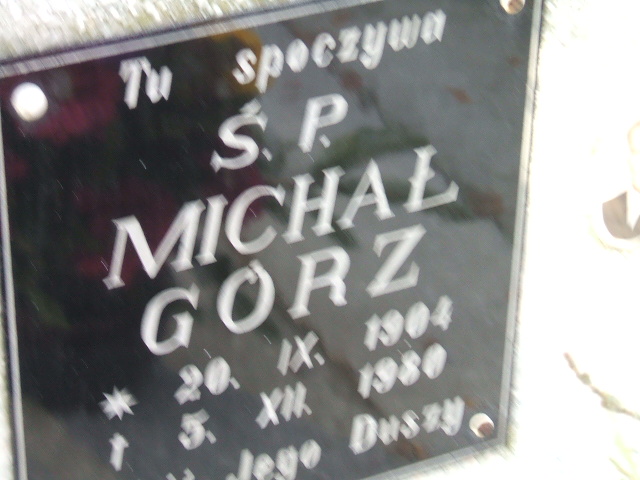 Tu spoczywa
Ś. P.
MICHAŁ
GÓRZ
* 20. IX. 1904
† 5. XII. 1980
Jego Duszy